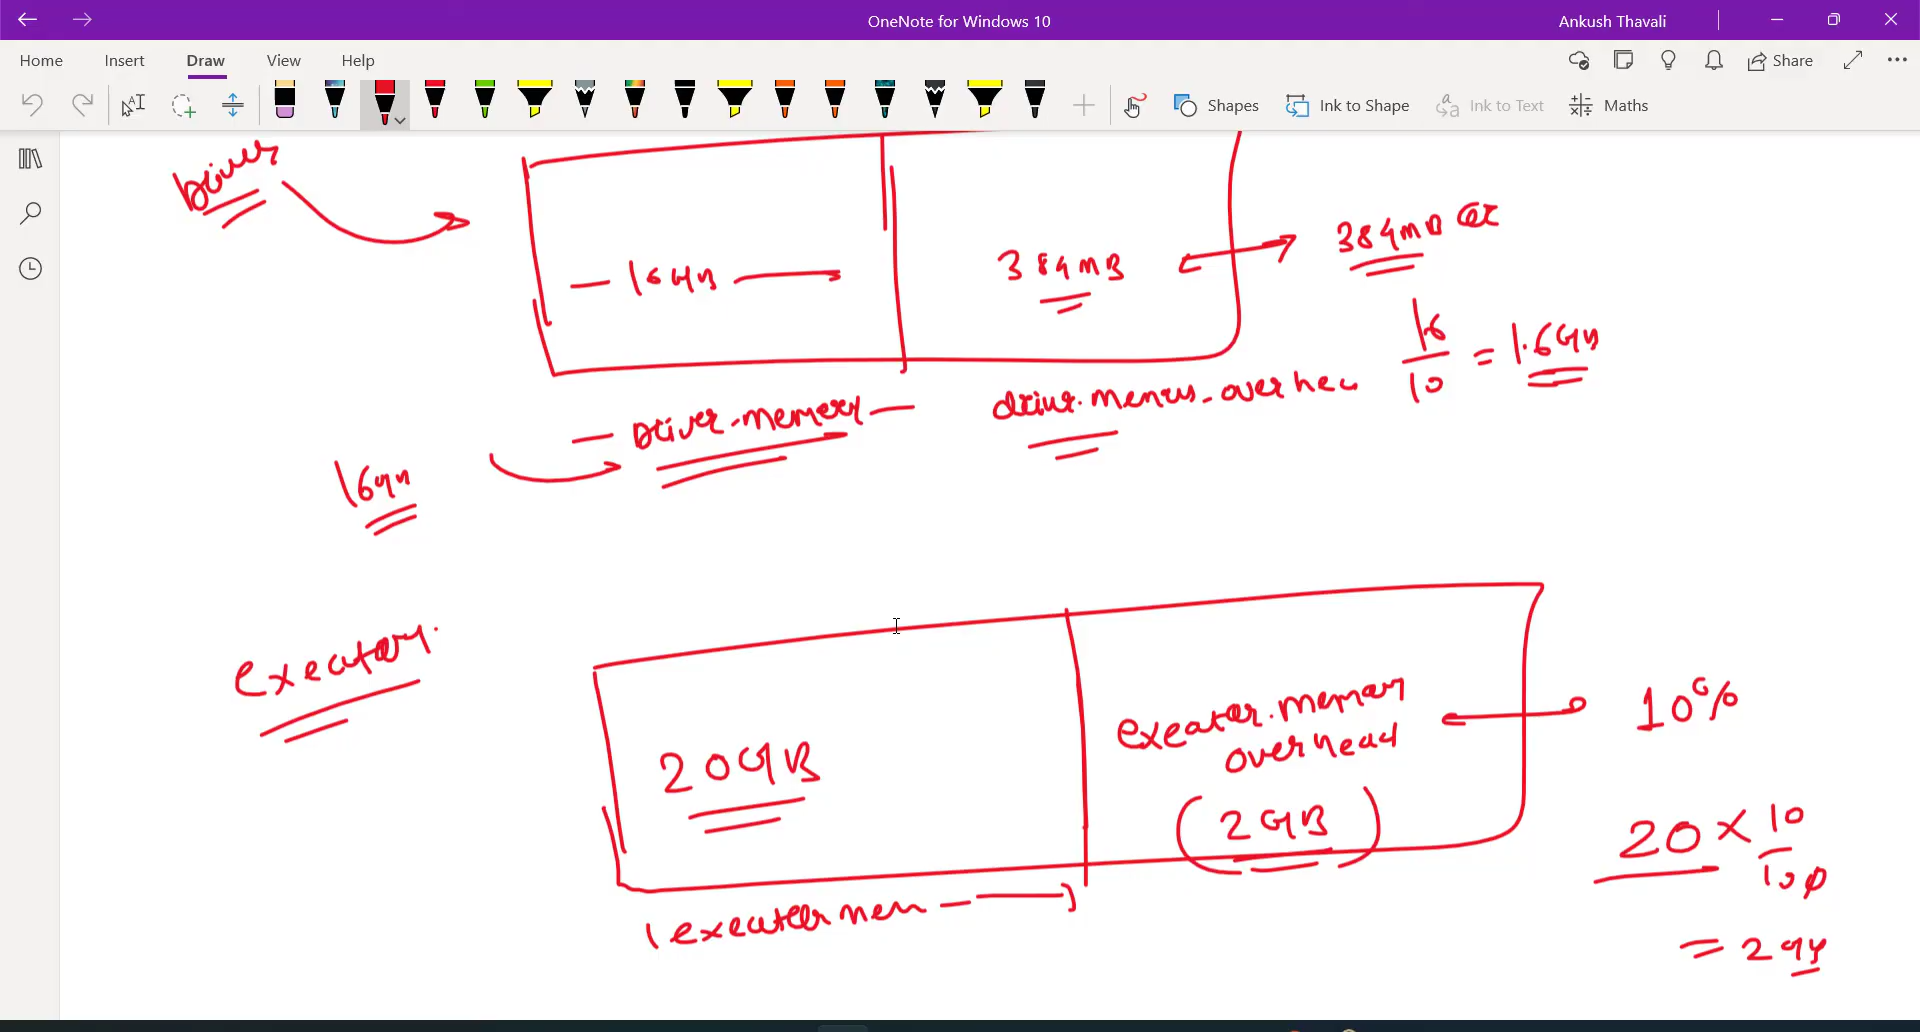 OneNote for Windows 10
Ankush Thavali
Home Insert Draw View Help
Share
Shapes Ink to Shape Ink to Text Maths
Driver
16GB
384MB
384MB or
16/10 = 1.6GB
Driver.memory
driver.memory_overhea
16GB
executor.
20GB
executor.memory
overhead
(2GB)
10%
20 × 10/100
= 2GB
executor mem